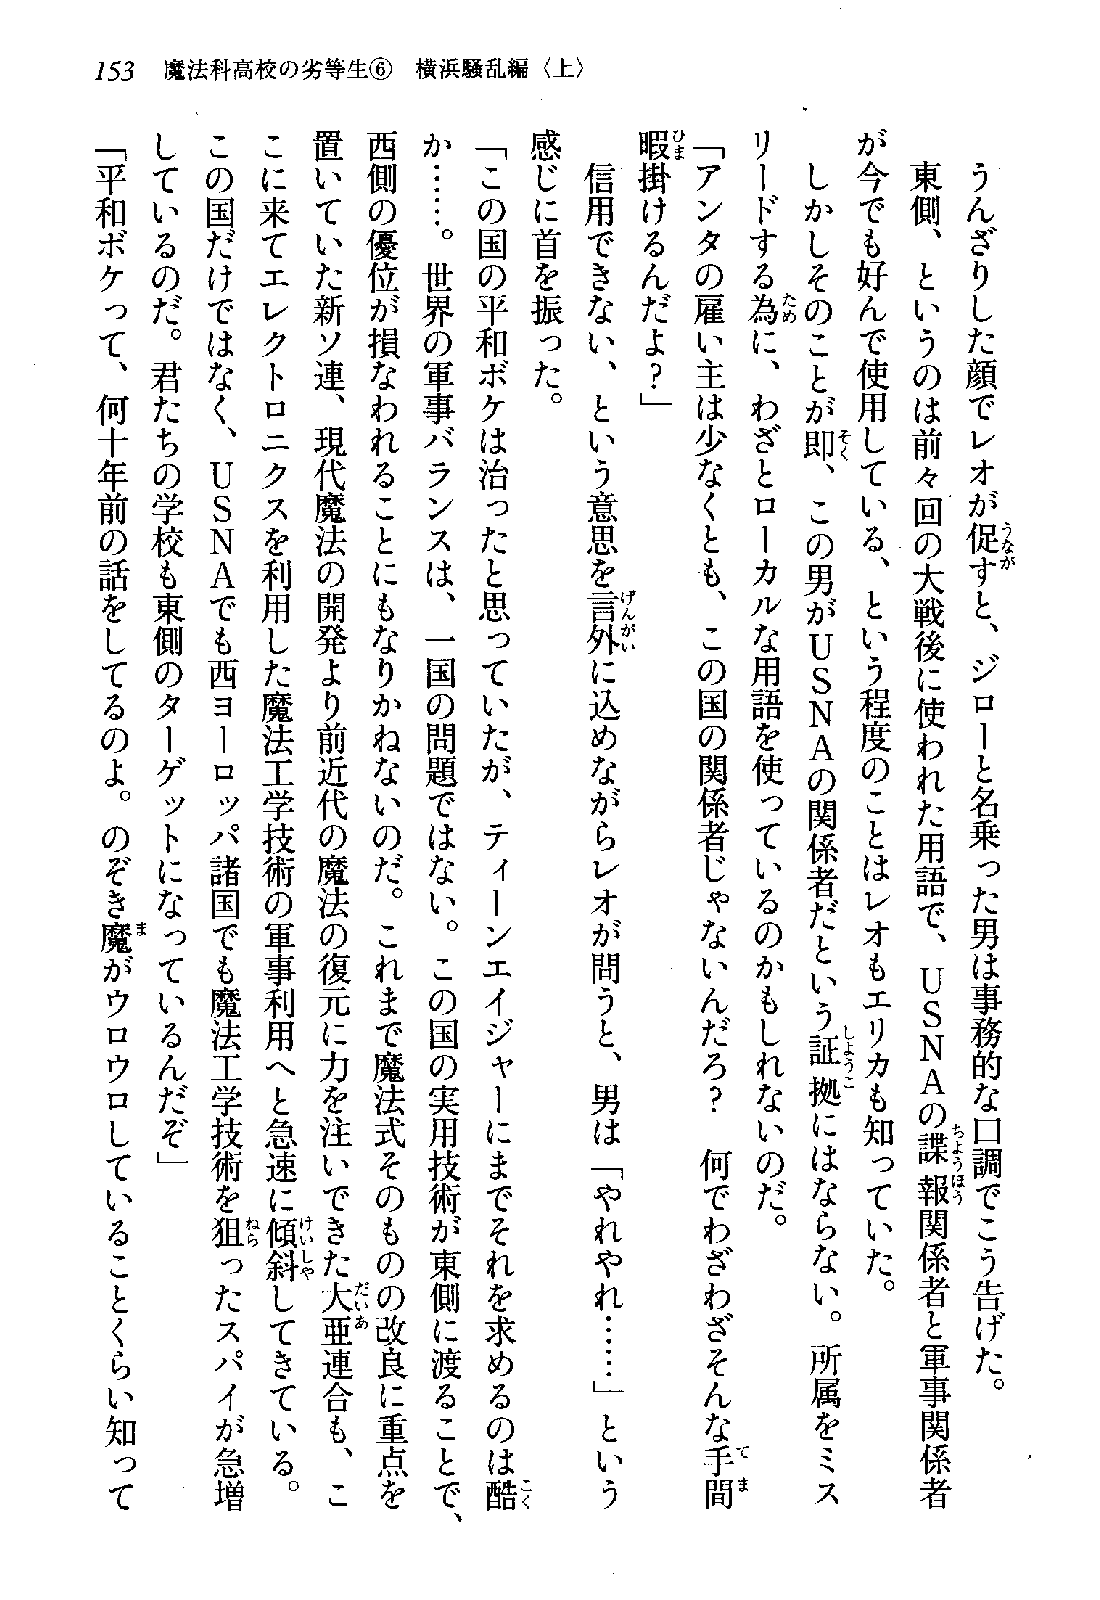 153　魔法科高校の劣等生⑥　横浜騒乱編〈上〉
うんざりした顔でレオが促すと、ジローと名乗った男は事務的な口調でこう告げた。
東側、というのは前々回の大戦後に使われた用語で、USNAの諜報関係者と軍事関係者
が今でも好んで使用している、という程度のことはレオもエリカも知っていた。
しかしそのことが即、この男がUSNAの関係者だという証拠にはならない。所属をミス
リードする為に、わざとローカルな用語を使っているのかもしれないのだ。
「アンタの雇い主は少なくとも、この国の関係者じゃないんだろ？　何でわざわざそんな手間
暇掛けるんだよ？」
信用できない、という意思を言外に込めながらレオが問うと、男は「やれやれ……」という
感じに首を振った。
「この国の平和ボケは治ったと思っていたが、ティーンエイジャーにまでそれを求めるのは酷
か……。世界の軍事バランスは、一国の問題ではない。この国の実用技術が東側に渡ることで、
西側の優位が損なわれることにもなりかねないのだ。これまで魔法式そのものの改良に重点を
置いていた新ソ連、現代魔法の開発より前近代の魔法の復元に力を注いできた大亜連合も、こ
こに来てエレクトロニクスを利用した魔法工学技術の軍事利用へと急速に傾斜してきている。
この国だけではなく、USNAでも西ヨーロッパ諸国でも魔法工学技術を狙ったスパイが急増
しているのだ。君たちの学校も東側のターゲットになっているんだぞ」
「平和ボケって、何十年前の話をしてるのよ。のぞき魔がウロウロしていることくらい知って